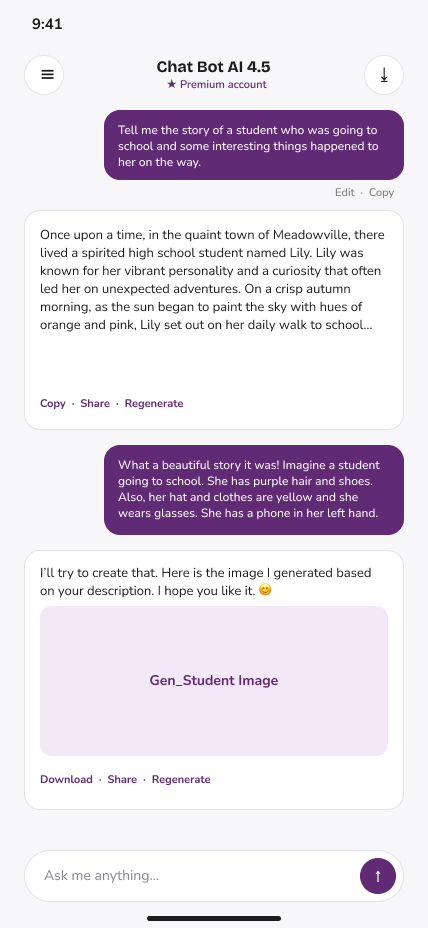 9:41
Chat Bot AI 4.5
★ Premium account
Tell me the story of a student who was going to
school and some interesting things happened to
her on the way.
Edit · Copy
Once upon a time, in the quaint town of Meadowville, there
lived a spirited high school student named Lily. Lily was
known for her vibrant personality and a curiosity that often
led her on unexpected adventures. On a crisp autumn
morning, as the sun began to paint the sky with hues of
orange and pink, Lily set out on her daily walk to school...
Copy · Share · Regenerate
What a beautiful story it was! Imagine a student
going to school. She has purple hair and shoes.
Also, her hat and clothes are yellow and she
wears glasses. She has a phone in her left hand.
I'll try to create that. Here is the image I generated based
on your description. I hope you like it. 😊
Gen_Student Image
Download · Share · Regenerate
Ask me anything...